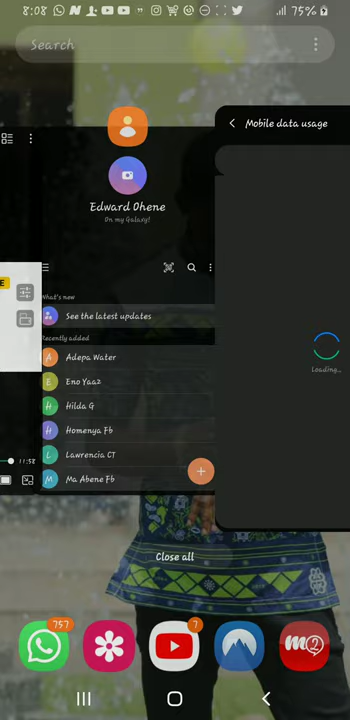 8:08
75%
Search
Edward Ohene
On my Galaxy!
What's new
See the latest updates
Recently added
A Adepa Water
E Eno Yaaz
H Hilda G
H Homenya Fb
L Lawrencia CT
M Ma Abene Fb
Mobile data usage
Loading...
E
11:58
Close all
757
7
m 2